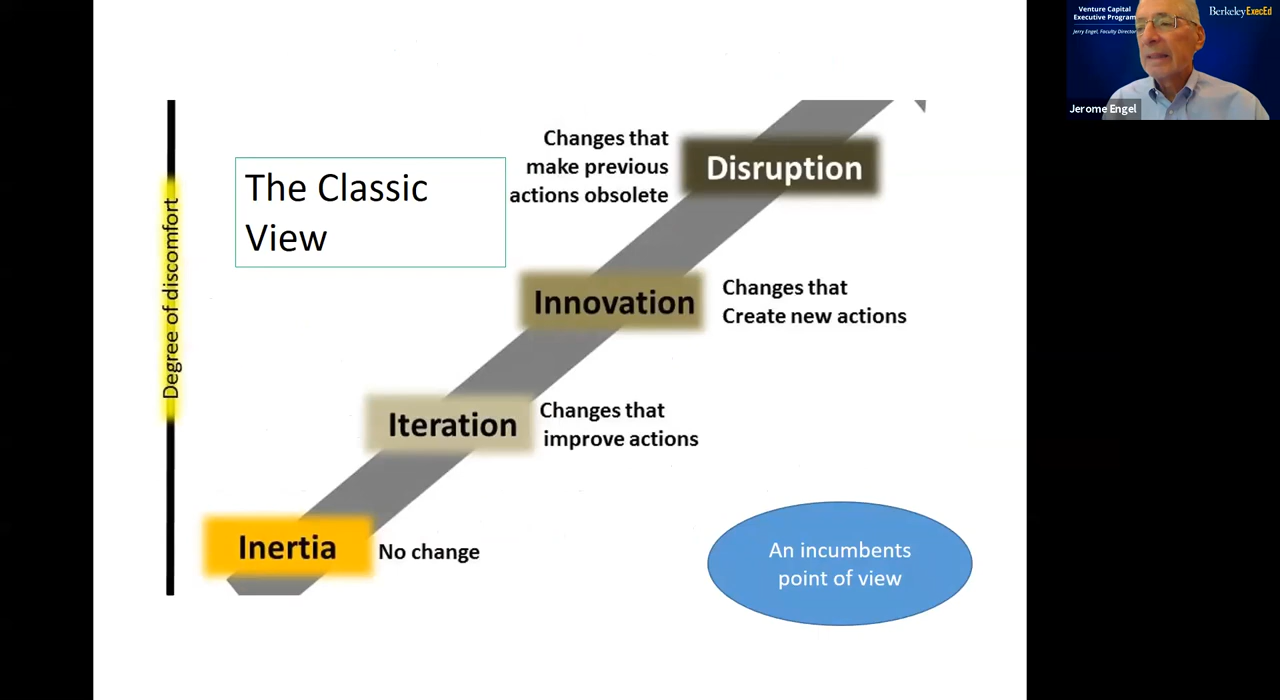 Venture Capital
Executive Program
Jerry Engel, Faculty Director
BerkeleyExecEd
Jerome Engel
The Classic
View
Degree of discomfort
Changes that
make previous
actions obsolete
Disruption
Innovation
Changes that
Create new actions
Iteration
Changes that
improve actions
Inertia
No change
An incumbents
point of view